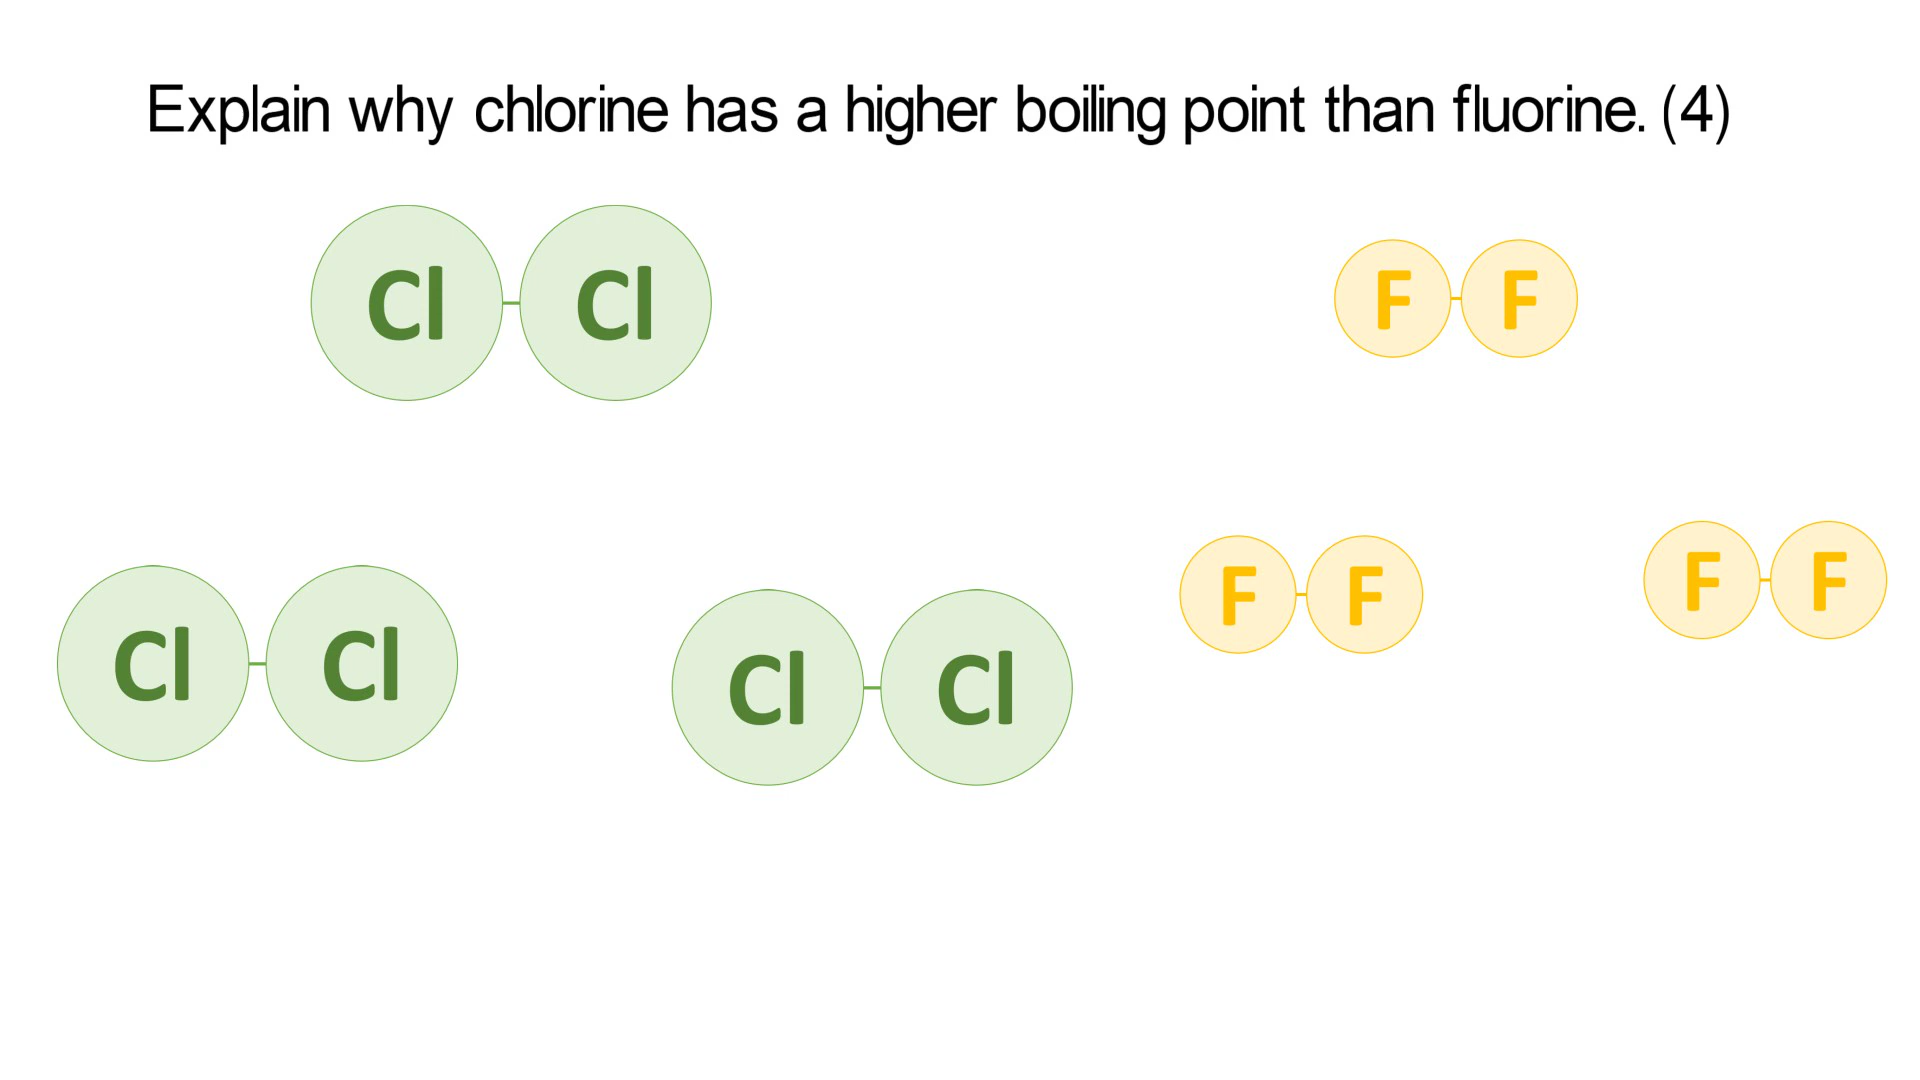 Explain why chlorine has a higher boiling point than fluorine. (4)
Cl Cl
F F
Cl Cl
Cl Cl
F F
F F